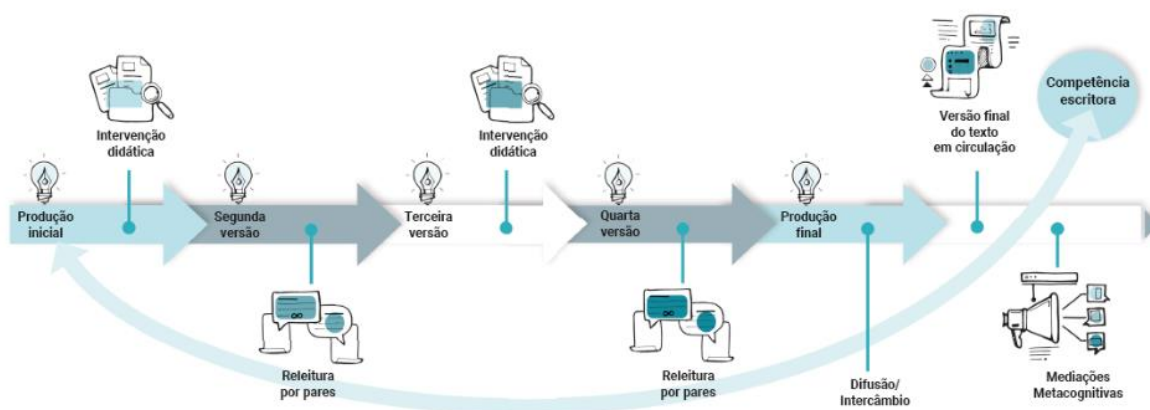 Intervenção
didática
Intervenção
didática
Versão final
do texto
em circulação
Competência
escritora
Produção
inicial
Segunda
versão
Terceira
versão
Quarta
versão
Produção
final
Releitura
por pares
Releitura
por pares
Difusão/
Intercâmbio
Mediações
Metacognitivas